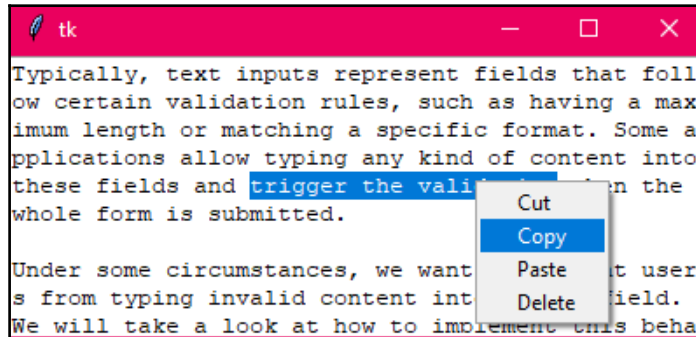 tk
Typically, text inputs represent fields that foll
ow certain validation rules, such as having a max
imum length or matching a specific format. Some a
pplications allow typing any kind of content into
these fields and trigger the vali n the
whole form is submitted.
Under some circumstances, we want t user
s from typing invalid content int ield.
We will take a look at how to implement this beha
Cut
Copy
Paste
Delete